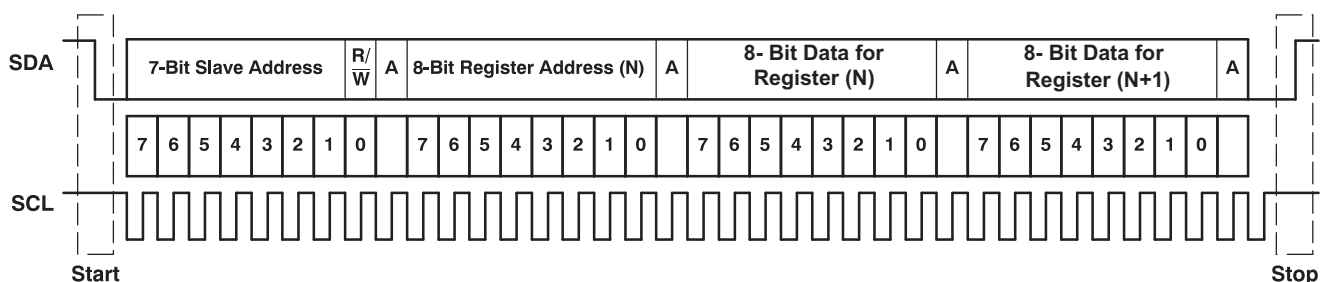 SDA
7-Bit Slave Address
R/
W
A
8-Bit Register Address (N)
A
8- Bit Data for
Register (N)
A
8- Bit Data for
Register (N+1)
A
7 6 5 4 3 2 1 0 7 6 5 4 3 2 1 0 7 6 5 4 3 2 1 0 7 6 5 4 3 2 1 0
SCL
Start
Stop